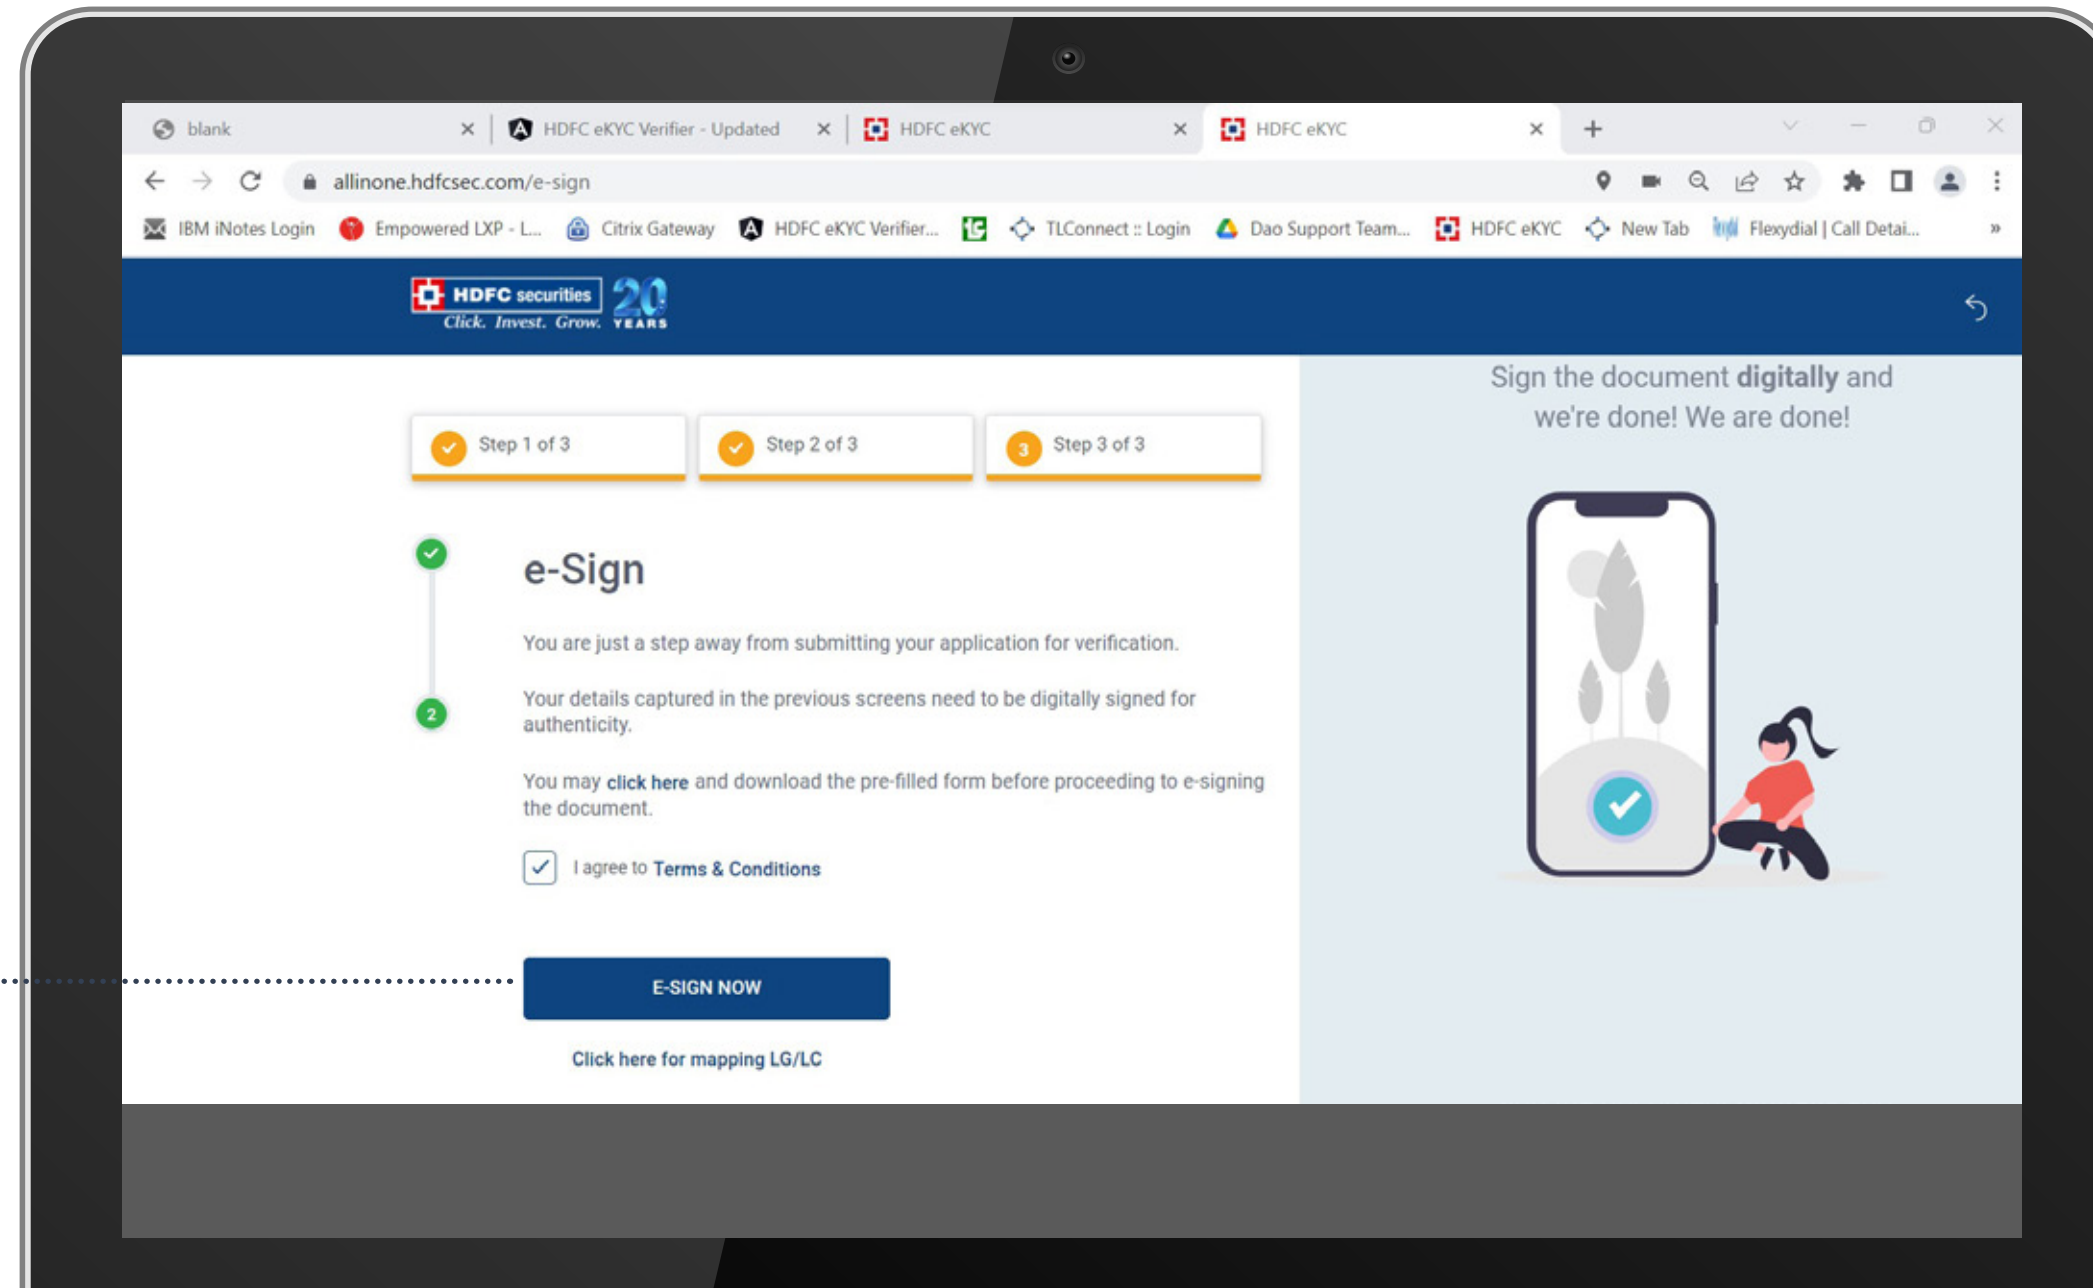 blank
HDFC eKYC Verifier - Updated
HDFC eKYC
HDFC eKYC
allinone.hdfcsec.com/e-sign
IBM iNotes Login
Empowered LXP - L...
Citrix Gateway
HDFC eKYC Verifier...
TLConnect :: Login
Dao Support Team...
HDFC eKYC
New Tab
Flexydial | Call Detai...
HDFC securities
Click. Invest. Grow.
20
YEARS
Sign the document digitally and
we're done! We are done!
Step 1 of 3
Step 2 of 3
3 Step 3 of 3
e-Sign
You are just a step away from submitting your application for verification.
2
Your details captured in the previous screens need to be digitally signed for
authenticity.
You may click here and download the pre-filled form before proceeding to e-signing
the document.
I agree to Terms & Conditions
E-SIGN NOW
Click here for mapping LG/LC